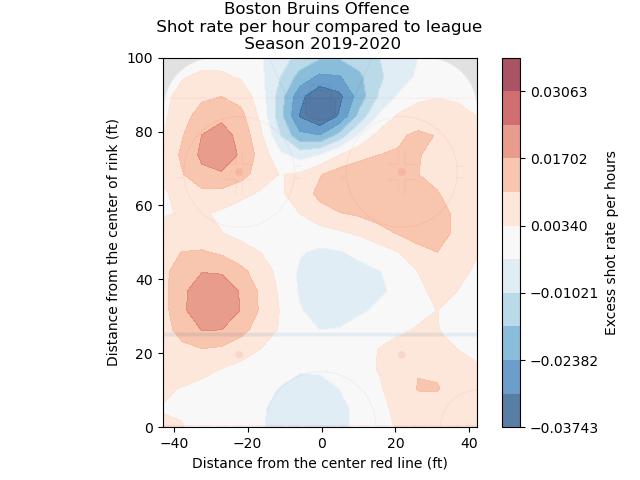 Boston Bruins Offence
Shot rate per hour compared to league
Season 2019-2020
100
80
60
40
20
0
Distance from the center of rink (ft)
−40
−20
0
20
40
Distance from the center red line (ft)
0.03063
0.01702
0.00340
−0.01021
−0.02382
−0.03743
Excess shot rate per hours